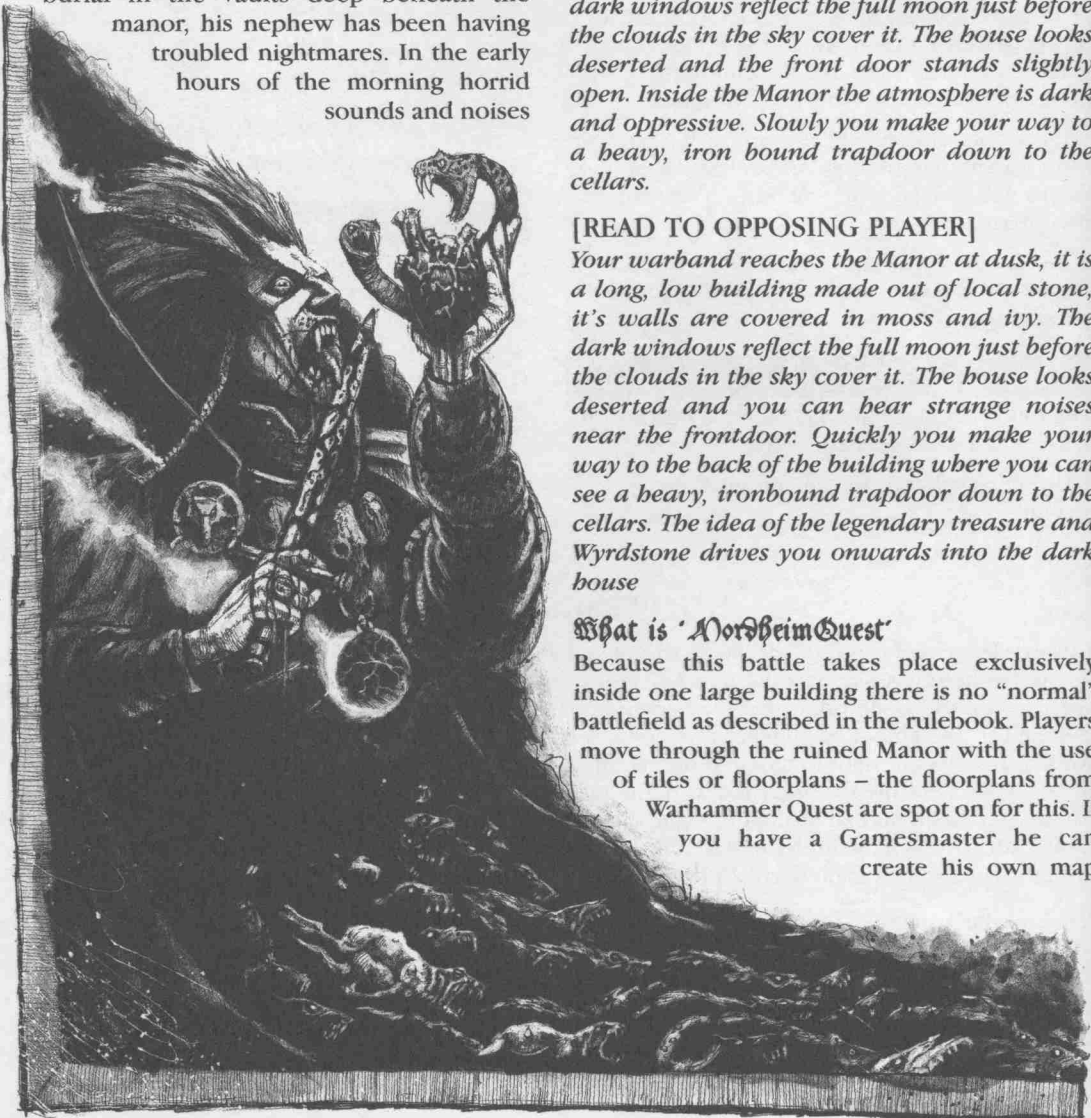 burial in the vaults deep beneath the
manor, his nephew has been having
troubled nightmares. In the early
hours of the morning horrid
sounds and noises
dark windows reflect the full moon just before
the clouds in the sky cover it. The house looks
deserted and the front door stands slightly
open. Inside the Manor the atmosphere is dark
and oppressive. Slowly you make your way to
a heavy, iron bound trapdoor down to the
cellars.
[READ TO OPPOSING PLAYER]
Your warband reaches the Manor at dusk, it is
a long, low building made out of local stone,
it's walls are covered in moss and ivy. The
dark windows reflect the full moon just before
the clouds in the sky cover it. The house looks
deserted and you can hear strange noises
near the frontdoor. Quickly you make your
way to the back of the building where you can
see a heavy, ironbound trapdoor down to the
cellars. The idea of the legendary treasure and
Wyrdstone drives you onwards into the dark
house
What is 'MordheimQuest'
Because this battle takes place exclusively
inside one large building there is no “normal”
battlefield as described in the rulebook. Players
move through the ruined Manor with the use
of tiles or floorplans – the floorplans from
Warhammer Quest are spot on for this. I
you have a Gamesmaster he can
create his own map